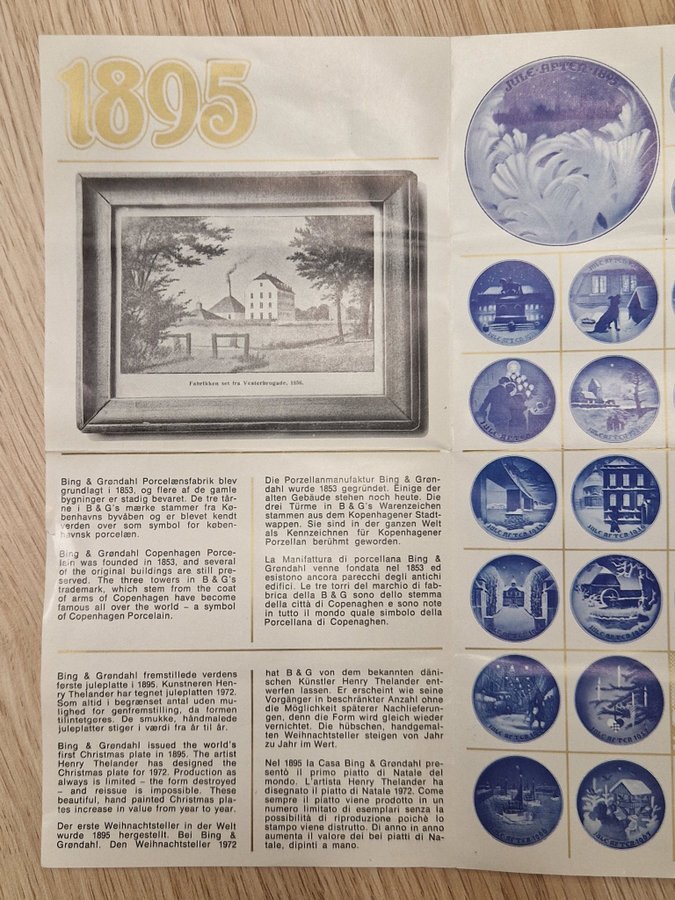 1895
JULE·AFTEN 1895
Fabrikken set fra Vesterbrogade, 1856.
Bing & Grøndahl Porcelænsfabrik blev
grundlagt i 1853, og flere af de gamle
bygninger er stadig bevaret. De tre tår-
ne i B & G's mærke stammer fra Kø-
benhavns byvåben og er blevet kendt
verden over som symbol for køben-
havnsk porcelæn.
Bing & Grøndahl Copenhagen Porce-
lain was founded in 1853, and several
of the original buildings are still pre-
served. The three towers in B & G's
trademark, which stem from the coat
of arms of Copenhagen have become
famous all over the world – a symbol
of Copenhagen Porcelain.
Die Porzellanmanufaktur Bing & Grøn-
dahl wurde 1853 gegründet. Einige der
alten Gebäude stehen noch heute. Die
drei Türme in B & G's Warenzeichen
stammen aus dem Kopenhagener Stadt-
wappen. Sie sind in der ganzen Welt
als Kennzeichen für Kopenhagener
Porzellan berühmt geworden.
La Manifattura di porcellana Bing &
Grøndahl venne fondata nel 1853 ed
esistono ancora parecchi degli antichi
edifici. Le tre torri del marchio di fab-
brica della B & G sono dello stemma
della città di Copenaghen e sono note
in tutto il mondo quale simbolo della
Porcellana di Copenaghen.
Bing & Grøndahl fremstillede verdens
første juleplatte i 1895. Kunstneren Hen-
ry Thelander har tegnet juleplatten 1972.
Som altid i begrænset antal uden mu-
lighed for genfremstilling, da formen
tilintetgøres. De smukke, håndmalede
juleplatter stiger i værdi fra år til år.
Bing & Grøndahl issued the world's
first Christmas plate in 1895. The artist
Henry Thelander has designed the
Christmas plate for 1972. Production as
always is limited – the form destroyed
– and reissue is impossible. These
beautiful, hand painted Christmas pla-
tes increase in value from year to year.
Der erste Weihnachtsteller in der Welt
wurde 1895 hergestellt. Bei Bing &
Grøndahl. Den Weihnachtsteller 1972
hat B & G von dem bekannten däni-
schen Künstler Henry Thelander ent-
werfen lassen. Er erscheint wie seine
Vorgänger in beschränkter Anzahl ohne
die Möglichkeit späterer Nachlieferun-
gen, denn die Form wird gleich wieder
vernichtet. Die hübschen, handgemal-
ten Weihnachtsteller steigen von Jahr
zu Jahr im Wert.
Nel 1895 la Casa Bing & Grøndahl pre-
sentò il primo piatto di Natale del
mondo. L'artista Henry Thelander ha
disegnato il piatto di Natale 1972. Come
sempre il piatto viene prodotto in un
numero limitato di esemplari senza la
possibilità di riproduzione poichè lo
stampo viene distrutto. Di anno in anno
aumenta il valore dei bei piatti di Na-
tale, dipinti a mano.